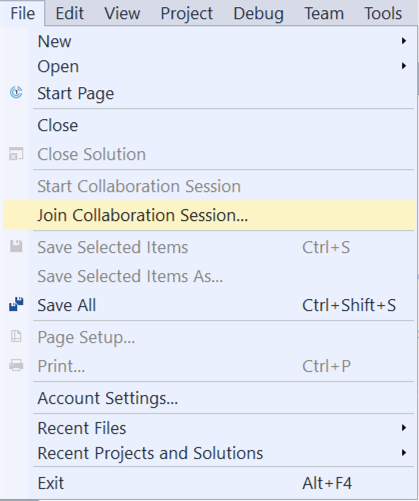 File Edit View Project Debug Team Tools
New
Open
Start Page
Close
Close Solution
Start Collaboration Session
Join Collaboration Session...
Save Selected Items Ctrl+S
Save Selected Items As...
Save All Ctrl+Shift+S
Page Setup...
Print... Ctrl+P
Account Settings...
Recent Files
Recent Projects and Solutions
Exit Alt+F4